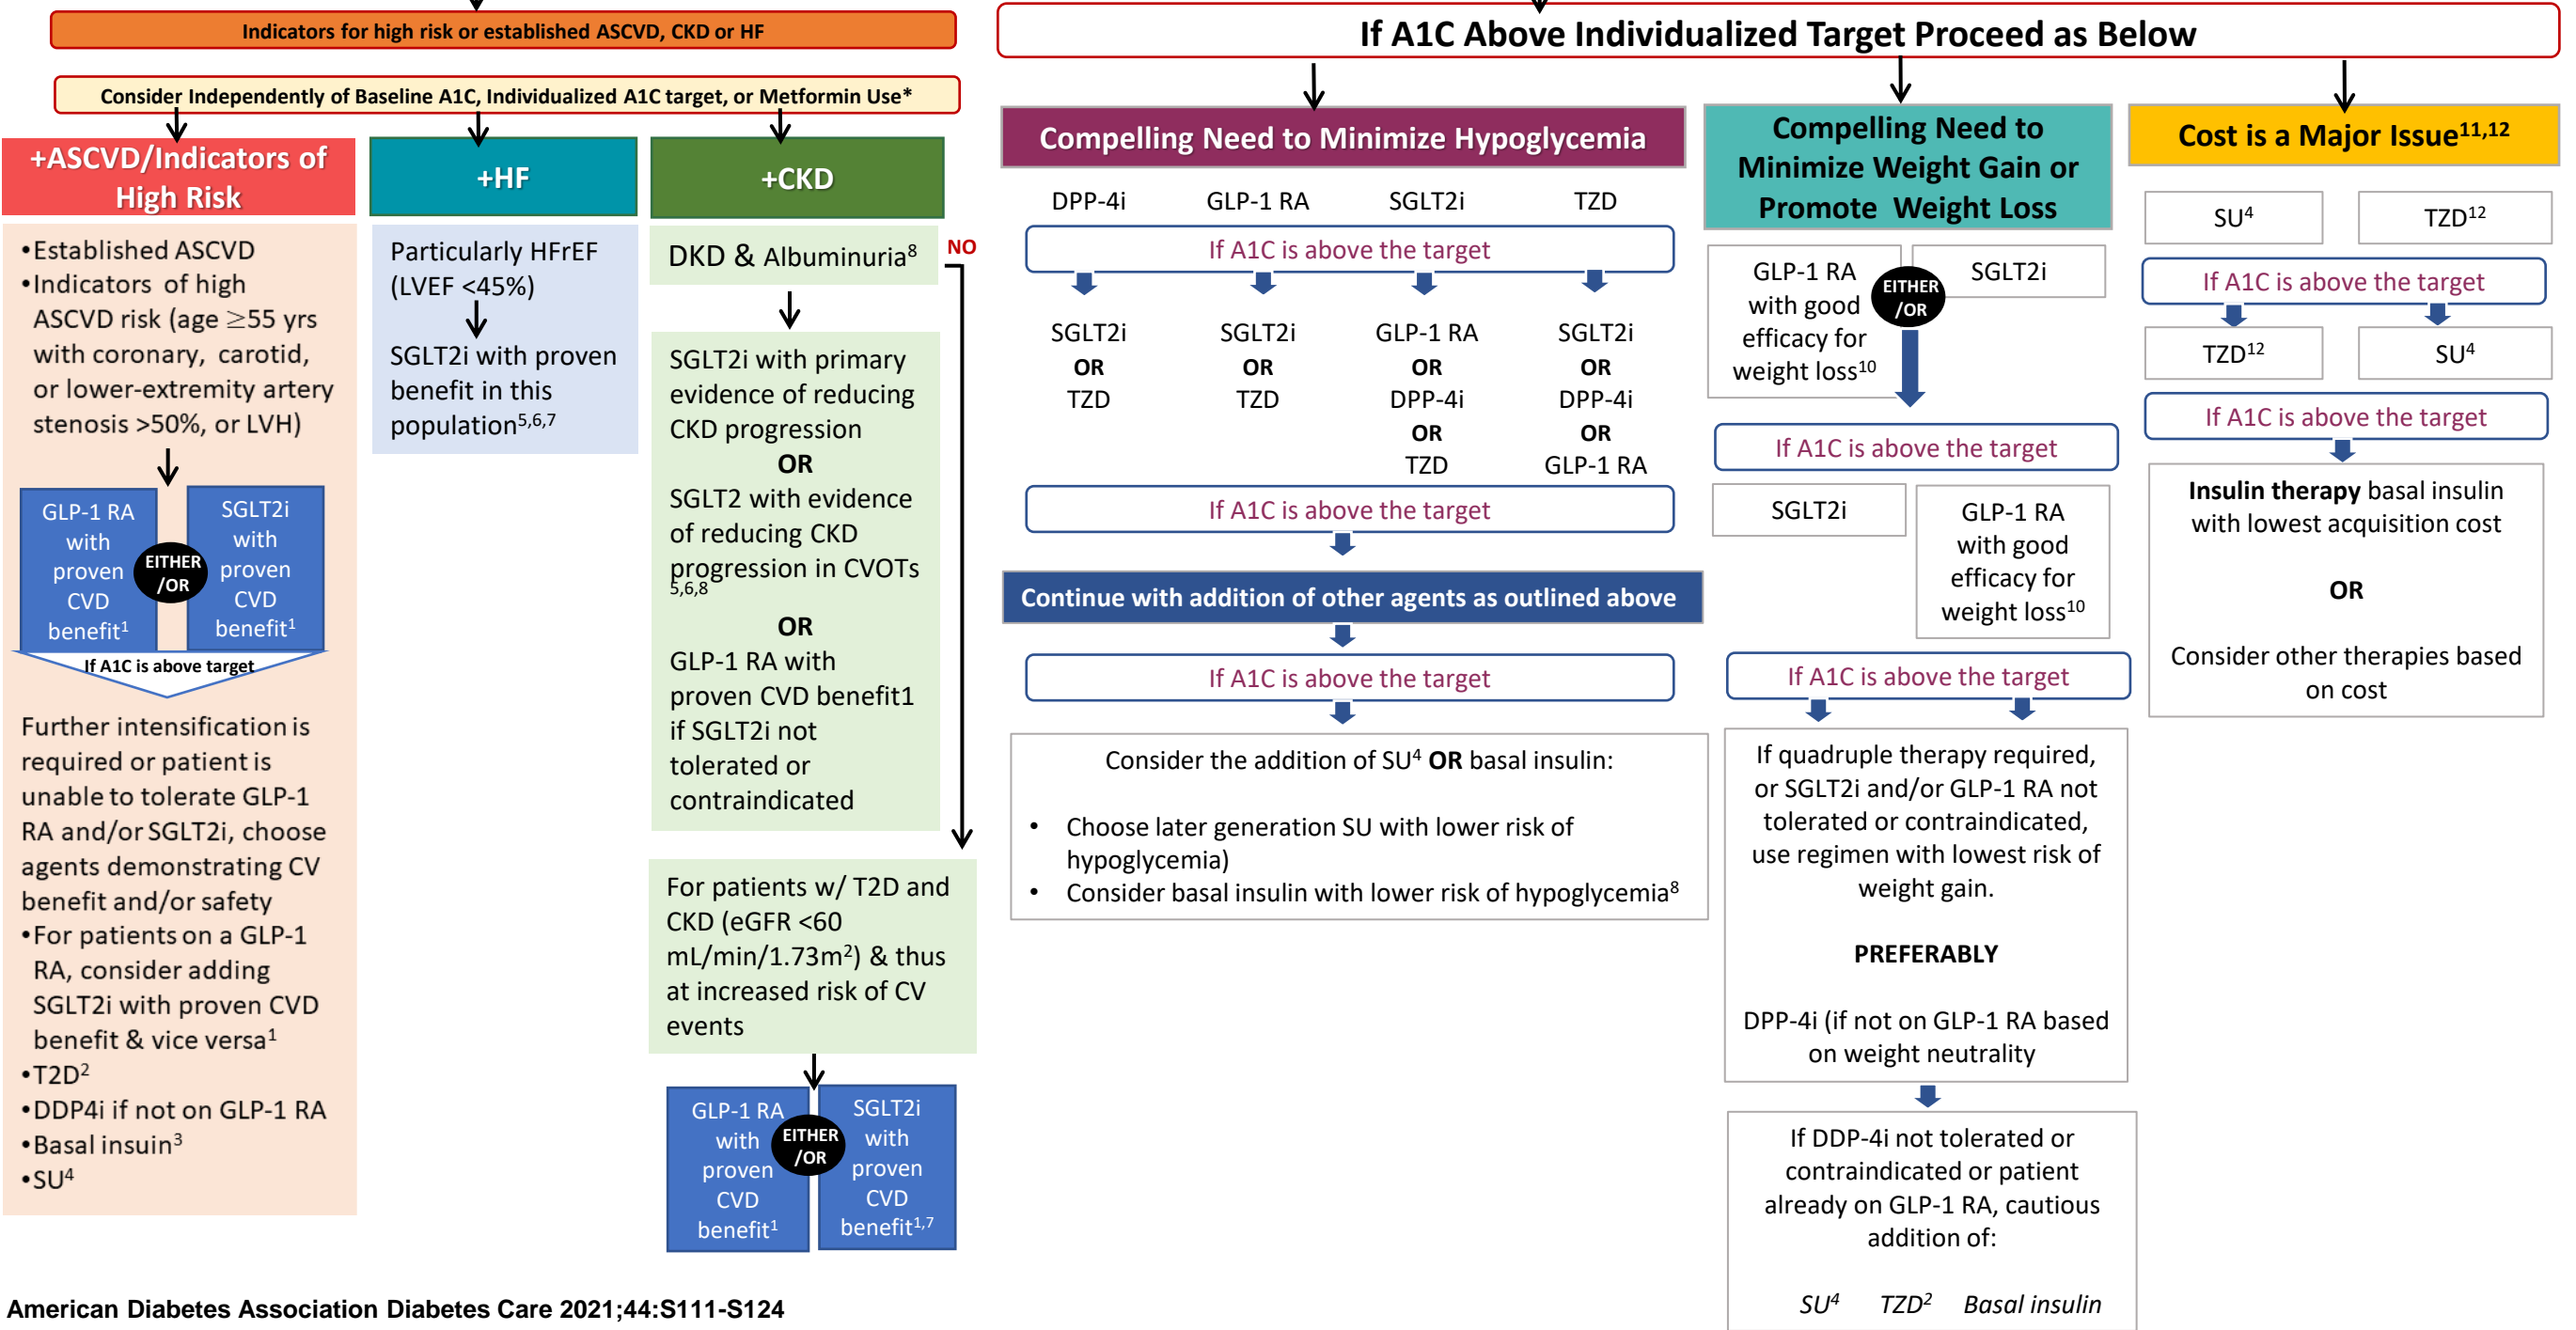 Indicators for high risk or established ASCVD, CKD or HF
Consider Independently of Baseline A1C, Individualized A1C target, or Metformin Use*
+ASCVD/Indicators of
High Risk
•Established ASCVD
•Indicators of high
ASCVD risk (age ≥55 yrs
with coronary, carotid,
or lower-extremity artery
stenosis >50%, or LVH)
GLP-1 RA
with
proven
CVD
benefit1
EITHER
/OR
SGLT2i
with
proven
CVD
benefit1
If A1C is above target
Further intensification is
required or patient is
unable to tolerate GLP-1
RA and/or SGLT2i, choose
agents demonstrating CV
benefit and/or safety
•For patients on a GLP-1
RA, consider adding
SGLT2i with proven CVD
benefit & vice versa1
•T2D2
•DDP4i if not on GLP-1 RA
•Basal insuin3
•SU4
+HF
Particularly HFrEF
(LVEF <45%)
SGLT2i with proven
benefit in this
population5,6,7
+CKD
DKD & Albuminuria8
NO
SGLT2i with primary
evidence of reducing
CKD progression
OR
SGLT2 with evidence
of reducing CKD
progression in CVOTs
5,6,8
OR
GLP-1 RA with
proven CVD benefit1
if SGLT2i not
tolerated or
contraindicated
For patients w/ T2D and
CKD (eGFR <60
mL/min/1.73m2) & thus
at increased risk of CV
events
GLP-1 RA
with
proven
CVD
benefit1
EITHER
/OR
SGLT2i
with
proven
CVD
benefit1,7
If A1C Above Individualized Target Proceed as Below
Compelling Need to Minimize Hypoglycemia
DPP-4i GLP-1 RA SGLT2i TZD
If A1C is above the target
SGLT2i SGLT2i GLP-1 RA SGLT2i
OR OR OR OR
TZD TZD DPP-4i DPP-4i
OR OR
TZD GLP-1 RA
If A1C is above the target
Continue with addition of other agents as outlined above
If A1C is above the target
Consider the addition of SU4 OR basal insulin:
• Choose later generation SU with lower risk of
hypoglycemia)
• Consider basal insulin with lower risk of hypoglycemia8
Compelling Need to
Minimize Weight Gain or
Promote Weight Loss
GLP-1 RA
with good
efficacy for
weight loss10
EITHER
/OR
SGLT2i
If A1C is above the target
SGLT2i
GLP-1 RA
with good
efficacy for
weight loss10
If A1C is above the target
If quadruple therapy required,
or SGLT2i and/or GLP-1 RA not
tolerated or contraindicated,
use regimen with lowest risk of
weight gain.
PREFERABLY
DPP-4i (if not on GLP-1 RA based
on weight neutrality
If DDP-4i not tolerated or
contraindicated or patient
already on GLP-1 RA, cautious
addition of:
SU4 TZD2 Basal insulin
Cost is a Major Issue11,12
SU4 TZD12
If A1C is above the target
TZD12 SU4
If A1C is above the target
Insulin therapy basal insulin
with lowest acquisition cost
OR
Consider other therapies based
on cost
American Diabetes Association Diabetes Care 2021;44:S111-S124